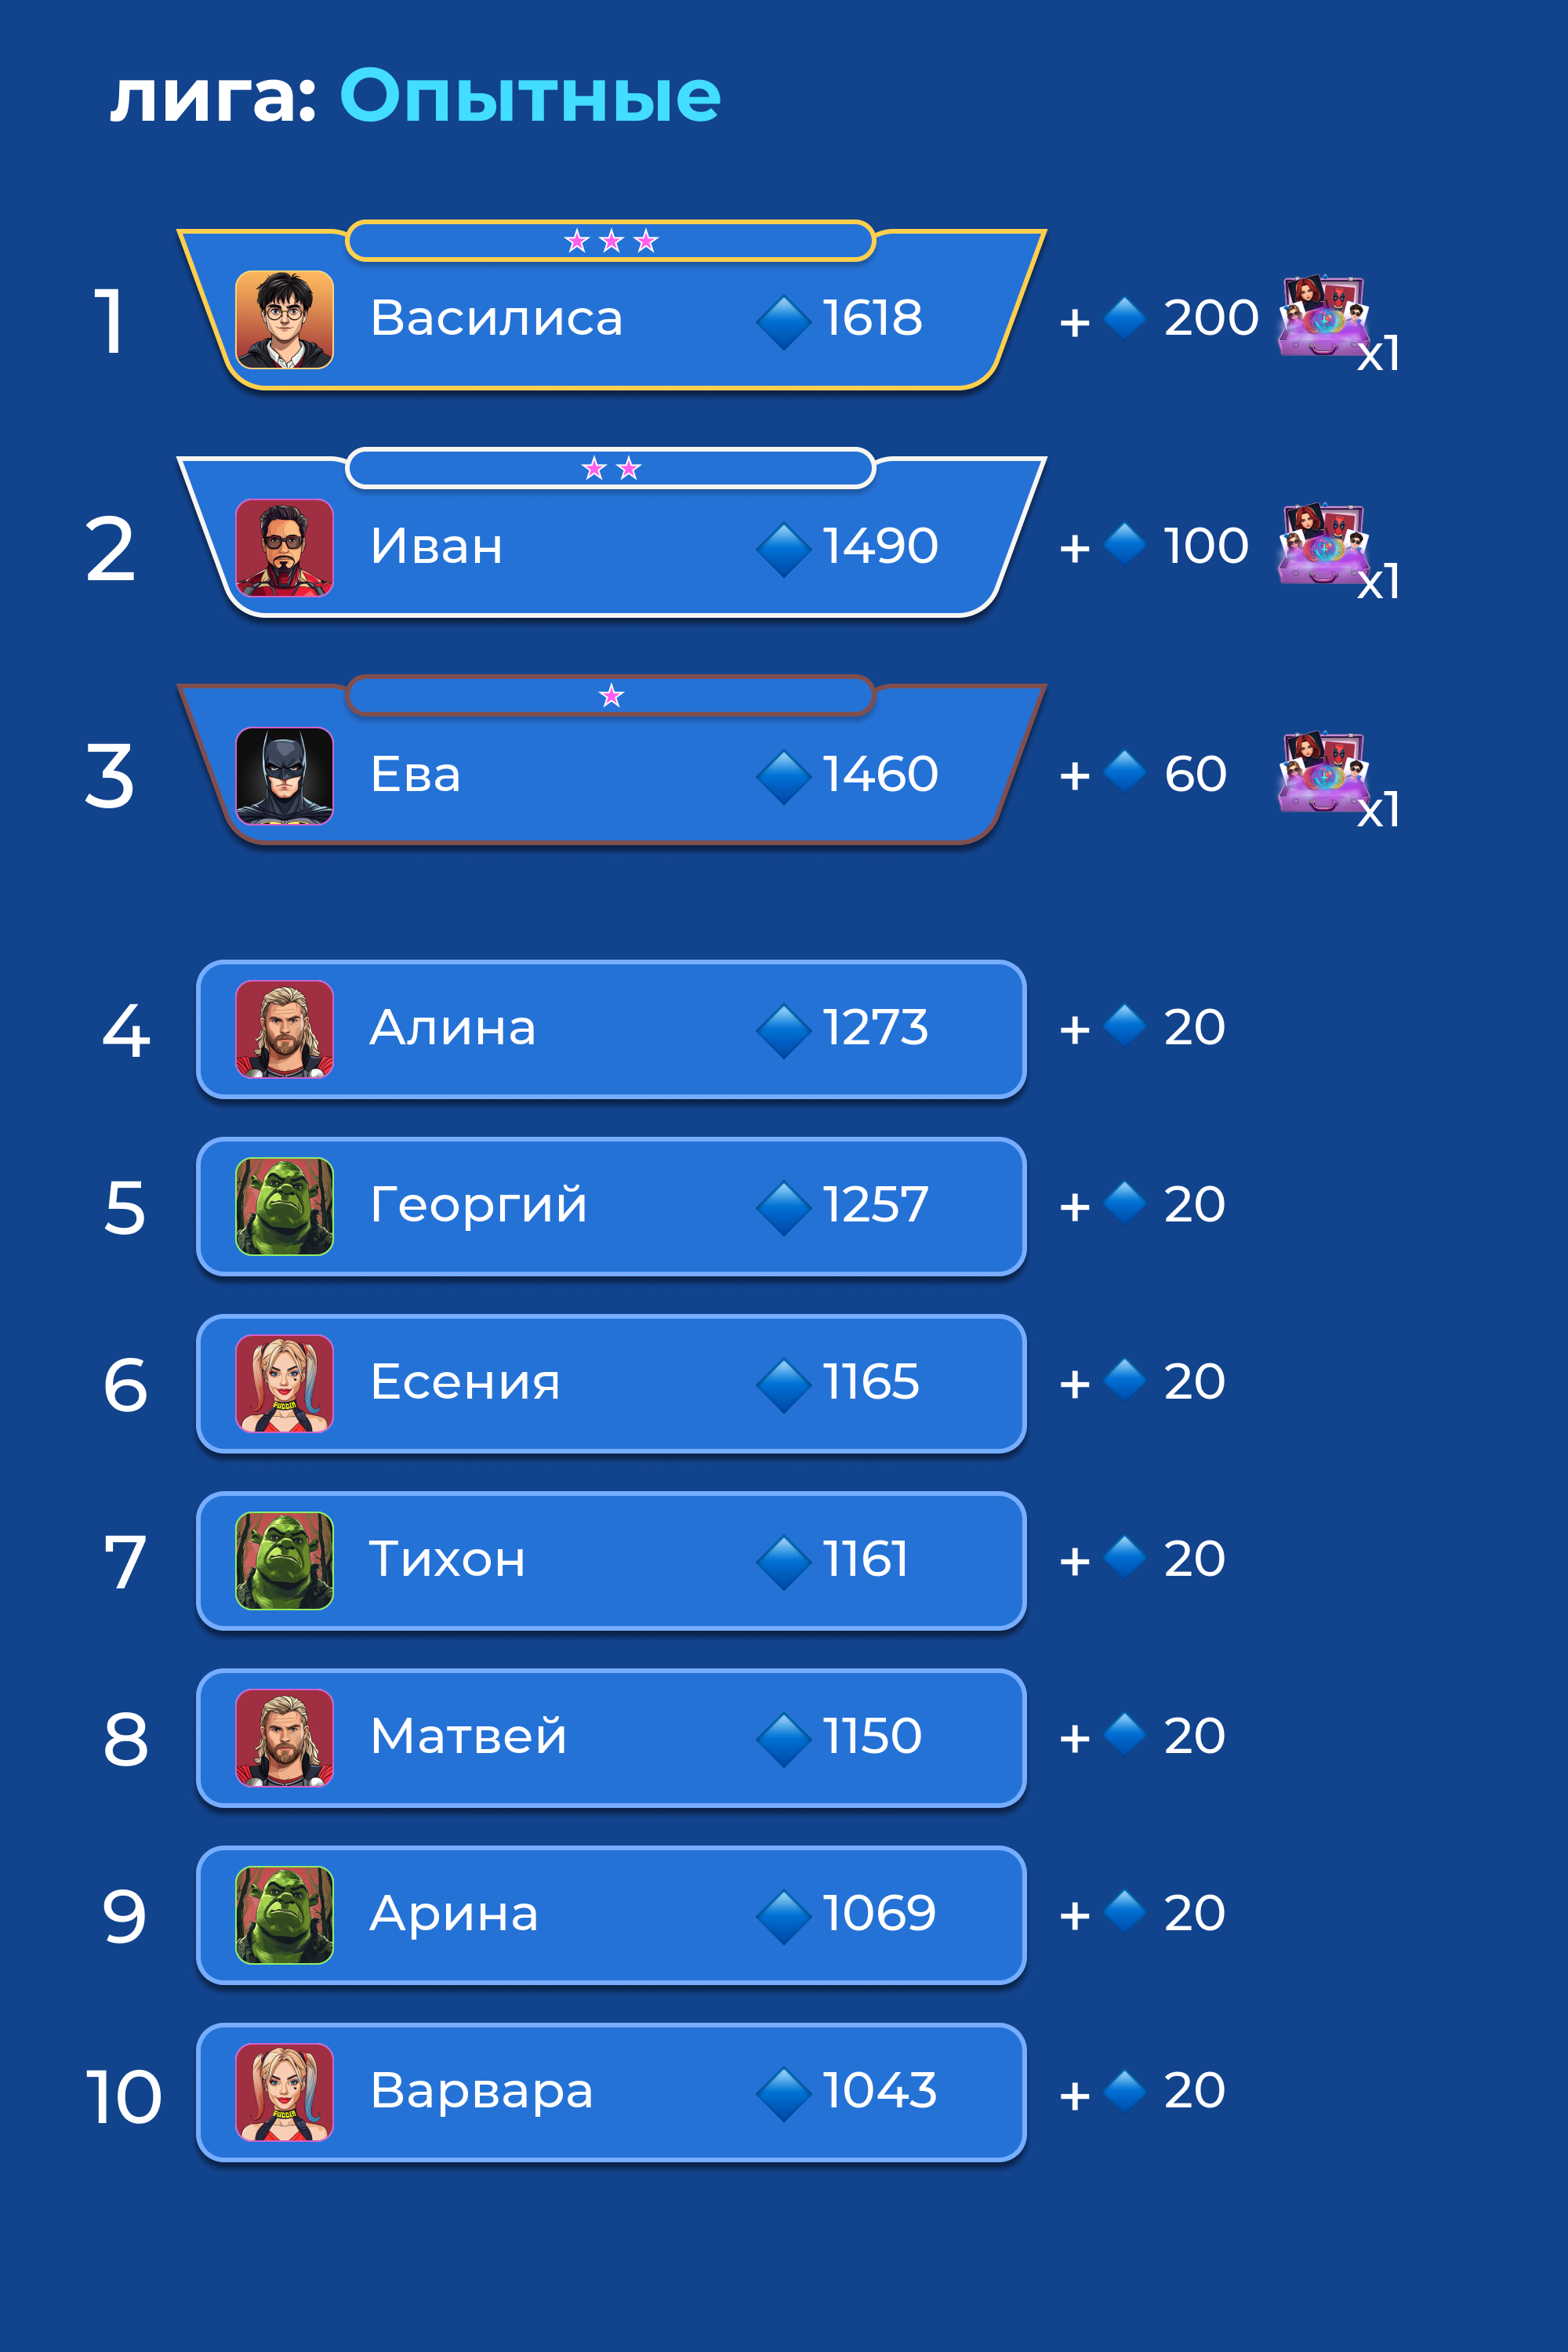 лига: Опытные
1 Василиса 1618 + 200 x1
2 Иван 1490 + 100 x1
3 Ева 1460 + 60 x1
4 Алина 1273 + 20
5 Георгий 1257 + 20
6 Есения 1165 + 20
7 Тихон 1161 + 20
8 Матвей 1150 + 20
9 Арина 1069 + 20
10 Варвара 1043 + 20